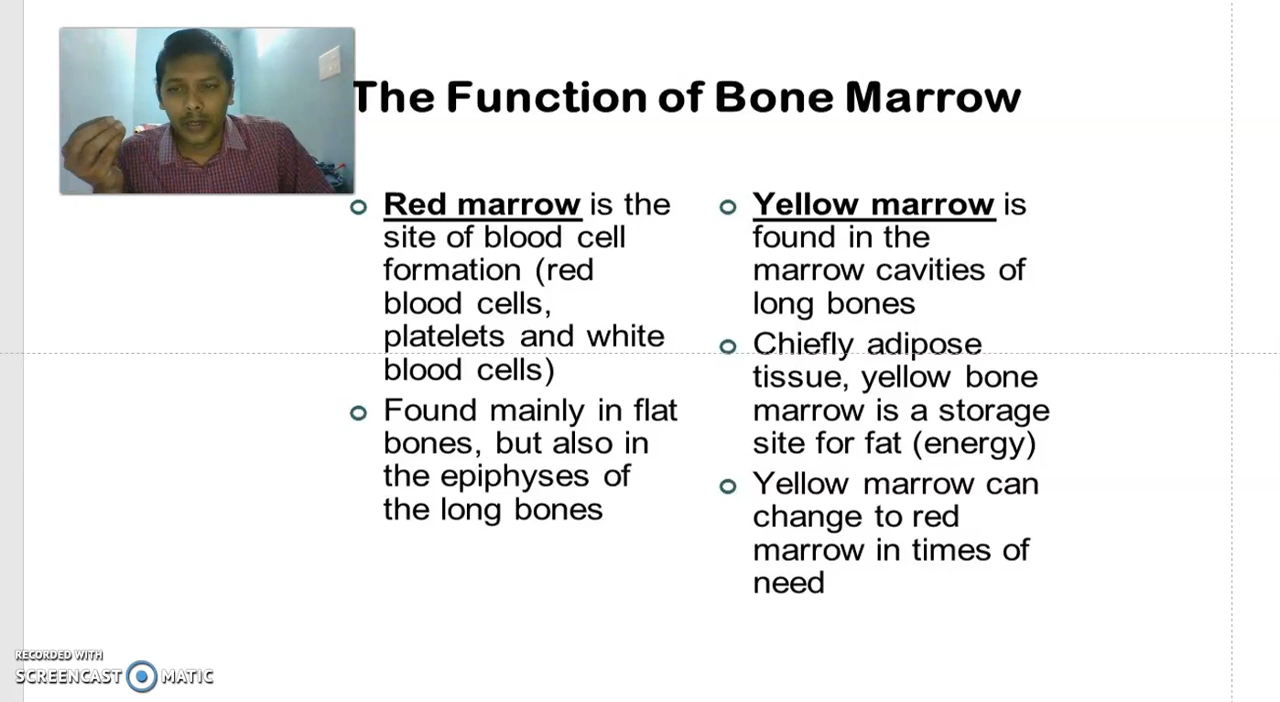 The Function of Bone Marrow
Red marrow is the
site of blood cell
formation (red
blood cells,
platelets and white
blood cells)
Found mainly in flat
bones, but also in
the epiphyses of
the long bones
Yellow marrow is
found in the
marrow cavities of
long bones
Chiefly adipose
tissue, yellow bone
marrow is a storage
site for fat (energy)
Yellow marrow can
change to red
marrow in times of
need
RECORDED WITH
SCREENCAST MATIC